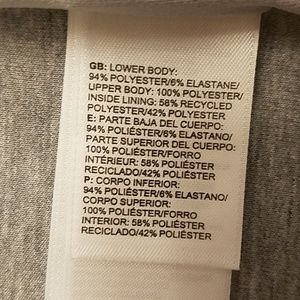 GB: LOWER BODY:
94% POLYESTER/6% ELASTANE/
UPPER BODY: 100% POLYESTER/
INSIDE LINING: 58% RECYCLED
POLYESTER/42% POLYESTER
E: PARTE BAJA DEL CUERPO:
94% POLIÉSTER/6% ELASTANO/
PARTE SUPERIOR DEL CUERPO:
100% POLIÉSTER/FORRO
INTÉRIEUR: 58% POLIÉSTER
RECICLADO/42% POLIÉSTER
P: CORPO INFERIOR:
94% POLIÉSTER/6% ELASTANO/
CORPO SUPERIOR:
100% POLIÉSTER/FORRO
INTERIOR: 58% POLIÉSTER
RECICLADO/42% POLIÉSTER